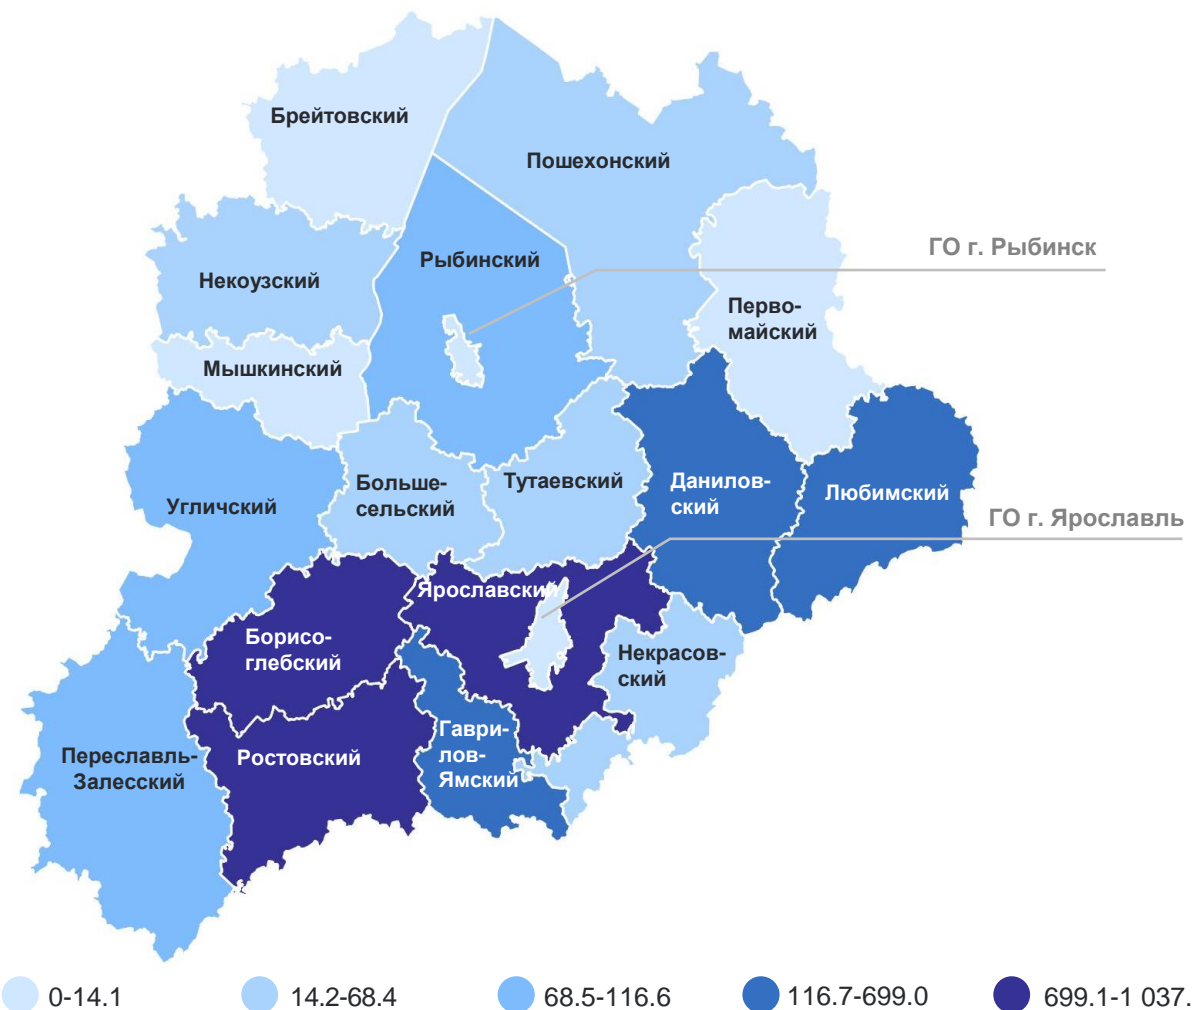 Брейтовский
Пошехонский
ГО г. Рыбинск
Рыбинский
Некоузский
Перво-
майский
Мышкинский
Больше-
сельский
Тутаевский
Данилов-
ский
Любимский
Угличский
ГО г. Ярославль
Ярославский
Борисо-
глебский
Некрасов-
ский
Гаври-
лов-
Ямский
Переславль-
Залесский
Ростовский
0-14.1
14.2-68.4
68.5-116.6
116.7-699.0
699.1-1 037.